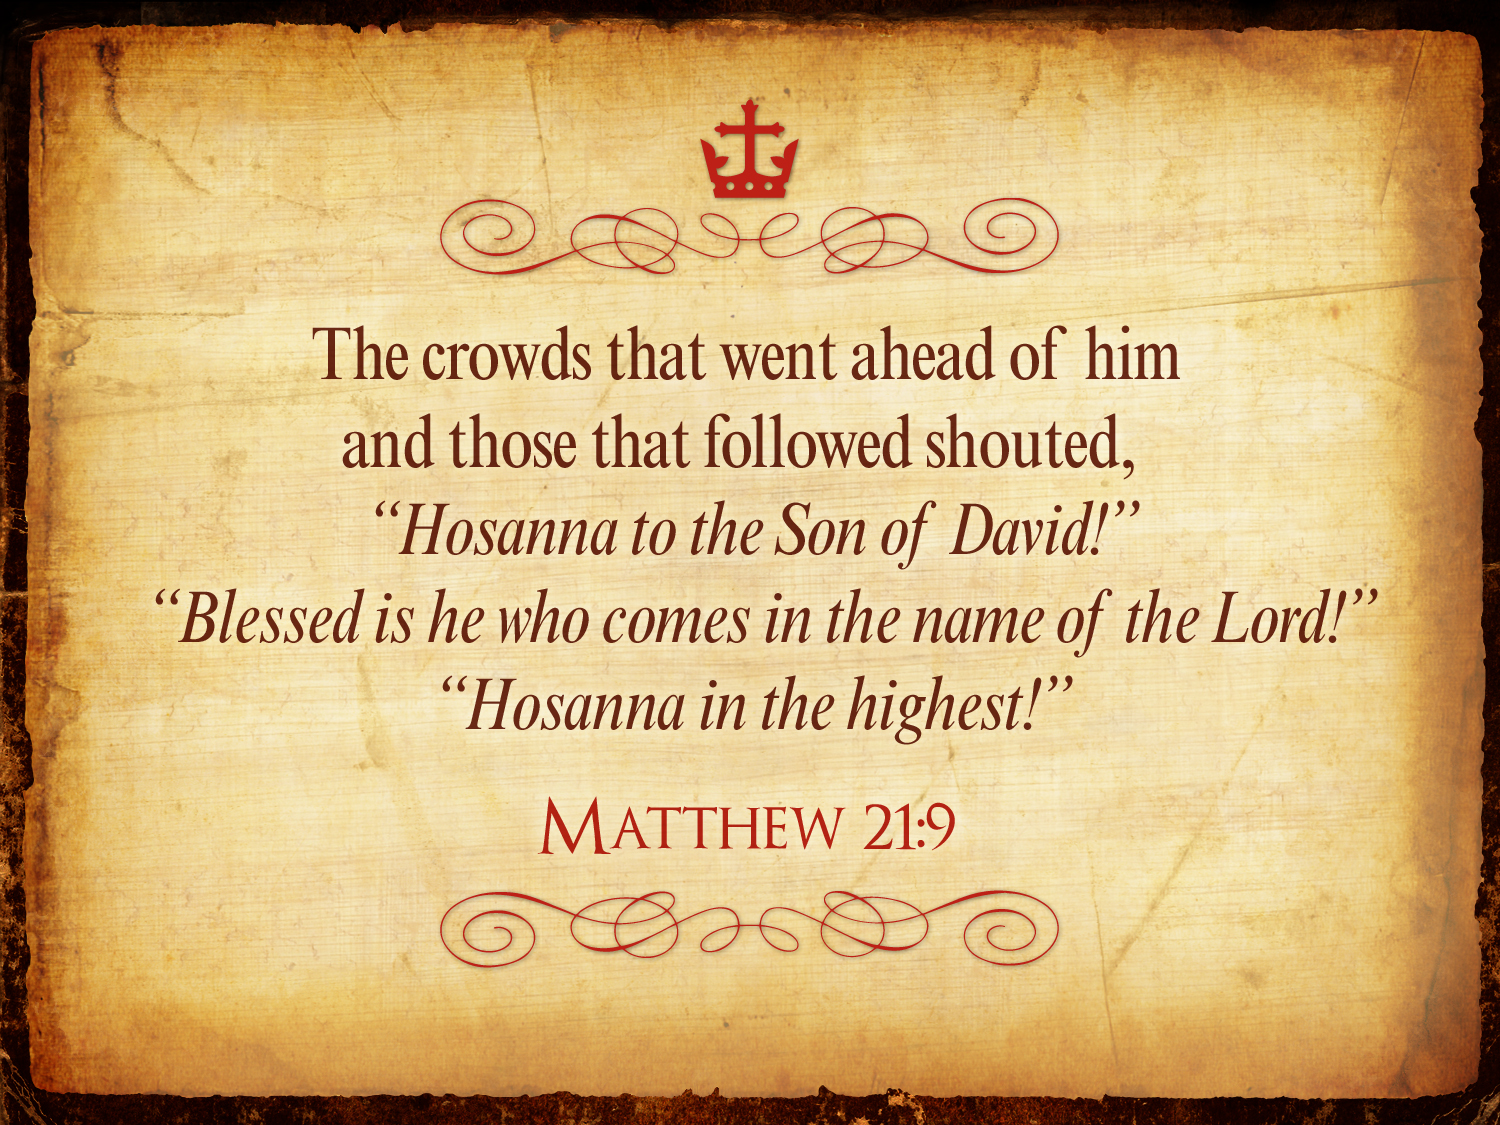 The crowds that went ahead of him
and those that followed shouted,
“Hosanna to the Son of David!”
“Blessed is he who comes in the name of the Lord!”
“Hosanna in the highest!”
MATTHEW 21:9